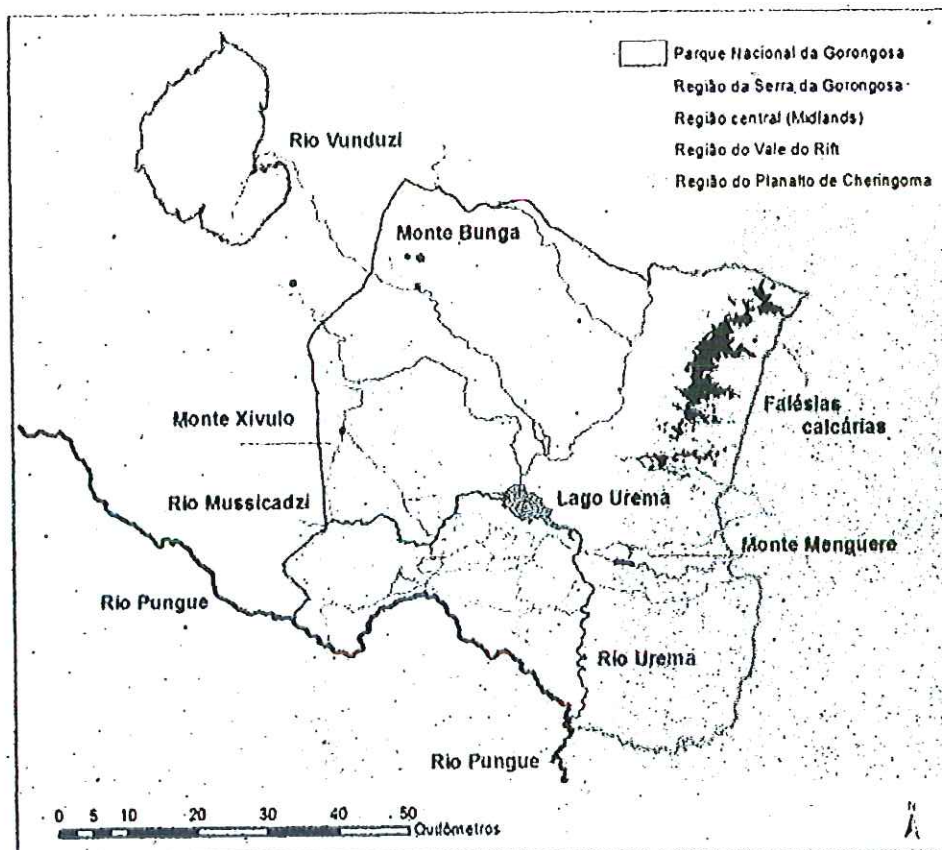 Parque Nacional da Gorongosa
Região da Serra da Gorongosa
Região central (Midlands)
Região do Vale do Rift
Região do Planalto de Cheringoma
Rio Vunduzi
Monte Bunga
Falésias
calcárias
Monte Xivulo
Lago Urema
Rio Mussicadzi
Monte Menguere
Rio Pungue
Rio Urema
Rio Pungue
0 5 10 20 30 40 50
Quilômetros
N